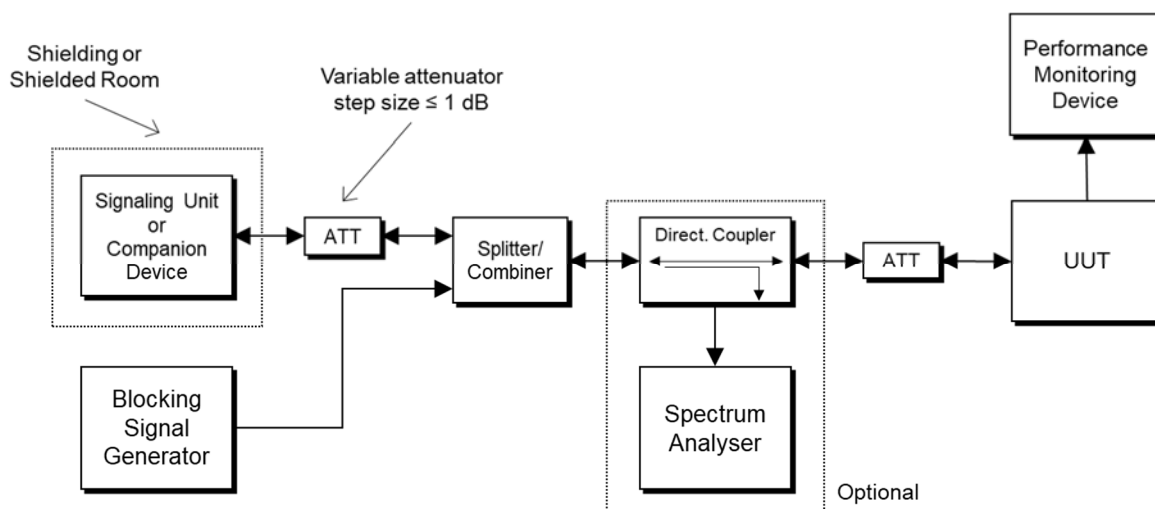 Shielding or
Shielded Room
Variable attenuator
step size ≤ 1 dB
Performance
Monitoring
Device
Signaling Unit
or
Companion
Device
ATT
Splitter/
Combiner
Direct. Coupler
ATT
UUT
Blocking
Signal
Generator
Spectrum
Analyser
Optional